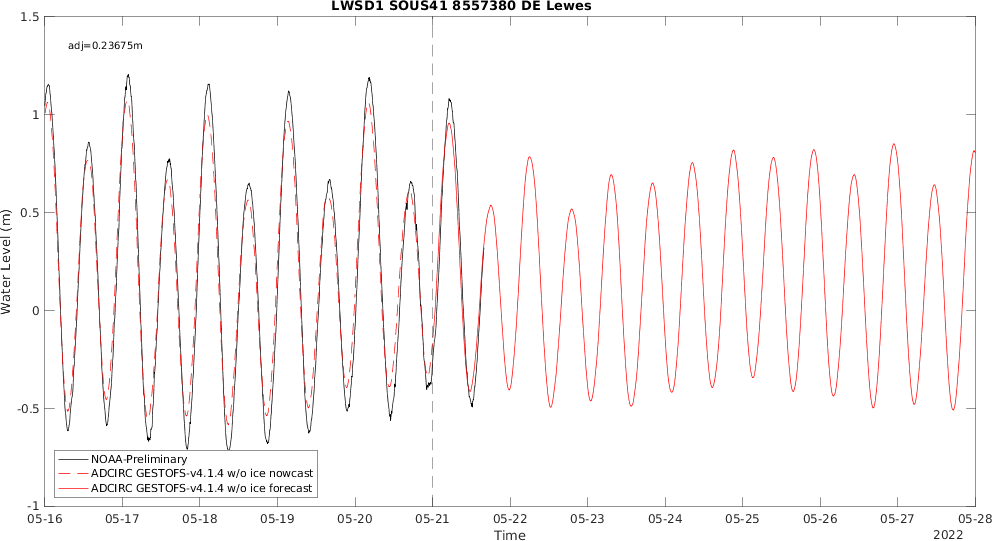 LWSD1 SOUS41 8557380 DE Lewes
adj=0.23675m
1.5
1
0.5
0
-0.5
-1
Water Level (m)
NOAA-Preliminary
ADCIRC GESTOFS-v4.1.4 w/o ice nowcast
ADCIRC GESTOFS-v4.1.4 w/o ice forecast
05-16 05-17 05-18 05-19 05-20 05-21 05-22 05-23 05-24 05-25 05-26 05-27 05-28
Time
2022